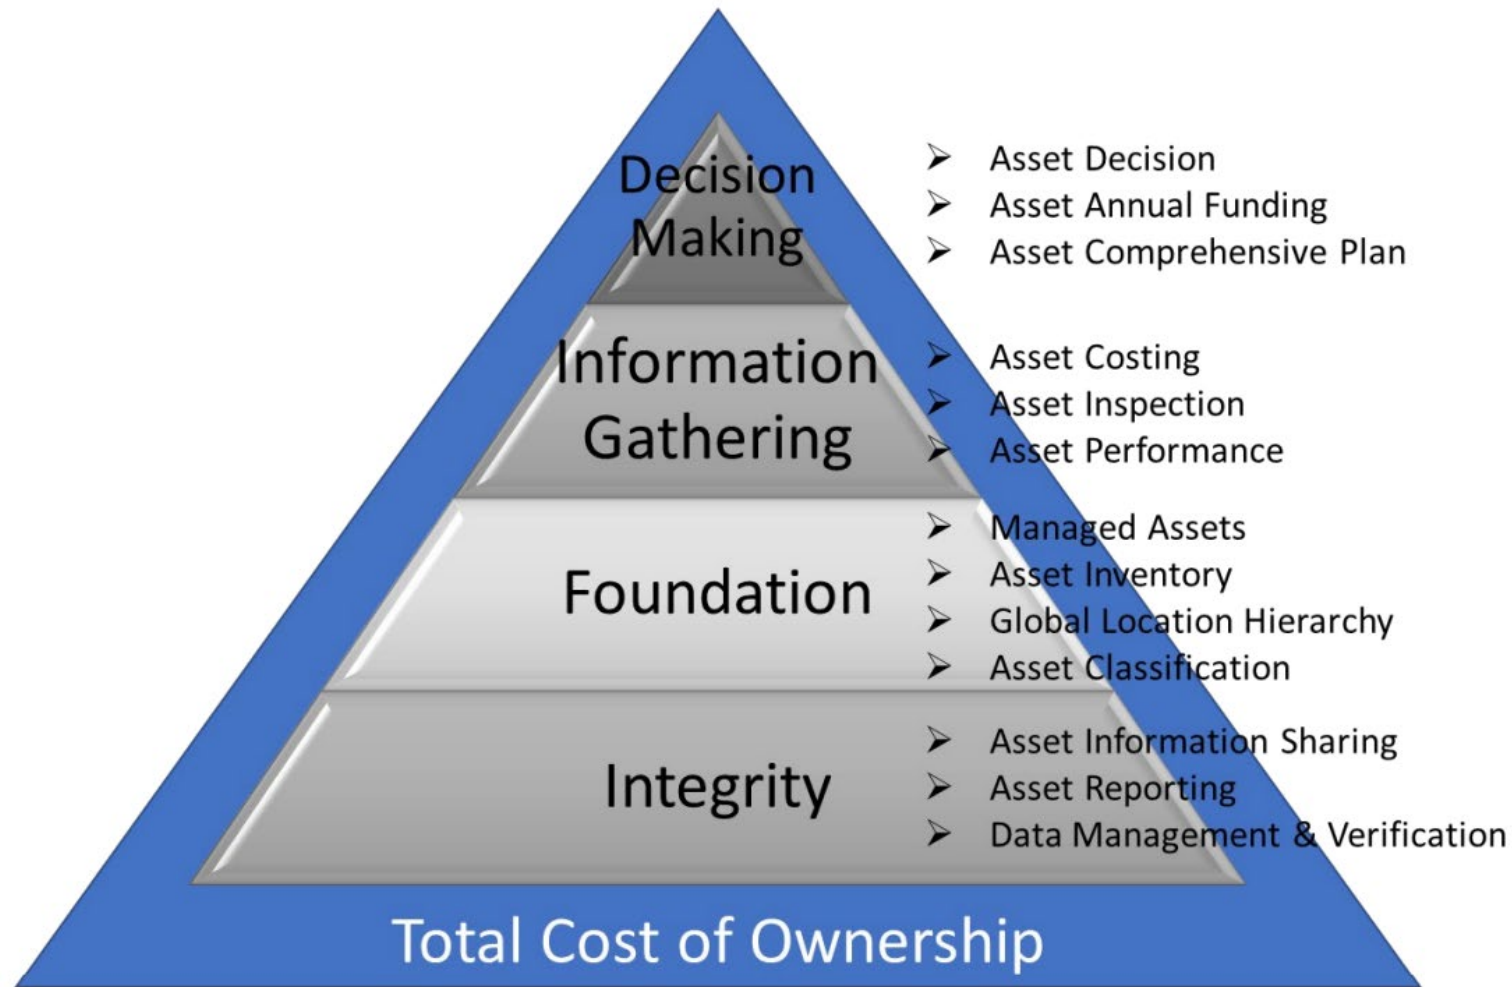 Decision
Making
➢ Asset Decision
➢ Asset Annual Funding
➢ Asset Comprehensive Plan
Information
Gathering
➢ Asset Costing
➢ Asset Inspection
➢ Asset Performance
Foundation
➢ Managed Assets
➢ Asset Inventory
➢ Global Location Hierarchy
➢ Asset Classification
Integrity
➢ Asset Information Sharing
➢ Asset Reporting
➢ Data Management & Verification
Total Cost of Ownership